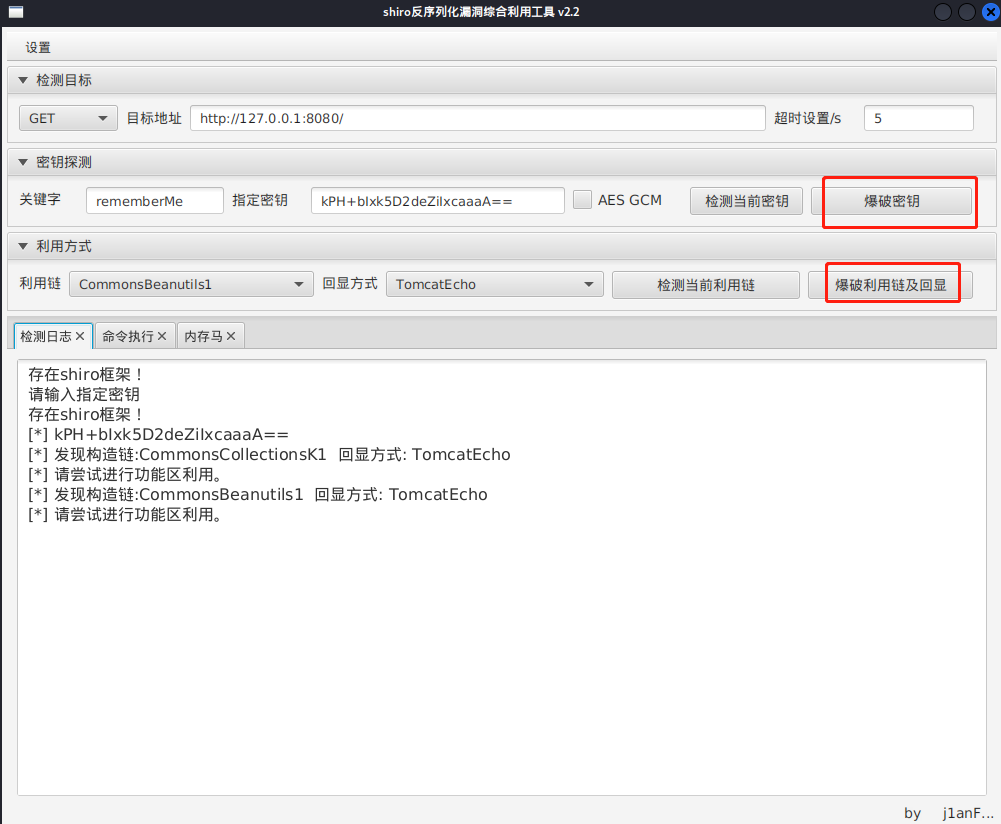 shiro反序列化漏洞综合利用工具 v2.2
设置
检测目标
GET 目标地址 http://127.0.0.1:8080/ 超时设置/s 5
密钥探测
关键字 rememberMe 指定密钥 kPH+bIxk5D2deZiIxcaaaA== AES GCM 检测当前密钥 爆破密钥
利用方式
利用链 CommonsBeanutils1 回显方式 TomcatEcho 检测当前利用链 爆破利用链及回显
检测日志 命令执行 内存马
存在shiro框架！
请输入指定密钥
存在shiro框架！
[*] kPH+bIxk5D2deZiIxcaaaA==
[*] 发现构造链:CommonsCollectionsK1 回显方式: TomcatEcho
[*] 请尝试进行功能区利用。
[*] 发现构造链:CommonsBeanutils1 回显方式: TomcatEcho
[*] 请尝试进行功能区利用。
by j1anF...